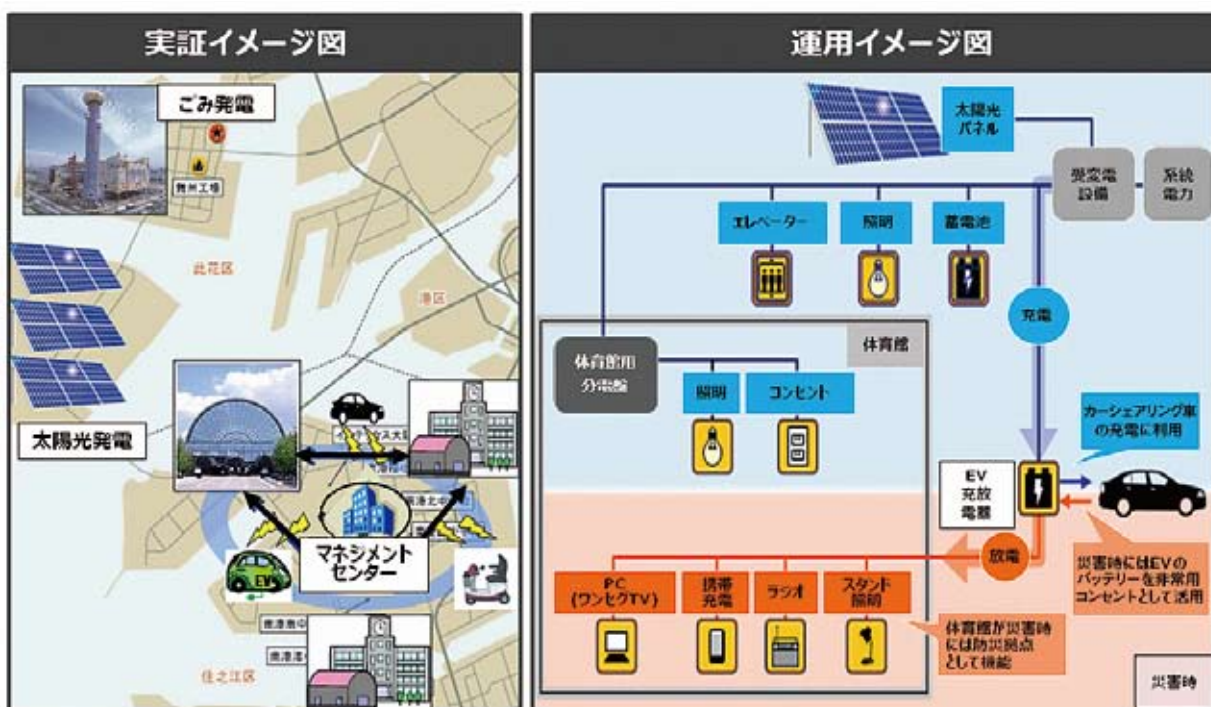 実証イメージ図
ごみ発電
舞州工場
此花区
港区
太陽光発電
マネジメント
センター
EV
住之江区
運用イメージ図
太陽光
パネル
受変電
設備
系統
電力
エレベーター
照明
蓄電池
充電
体育館
体育館用
分電盤
照明
コンセント
カーシェアリング車
の充電に利用
EV
充放
電器
放電
災害時にはEVの
バッテリーを非常用
コンセントとして活用
PC
(ワンセグTV)
携帯
充電
ラジオ
スタンド
照明
体育館が災害時
には防災拠点
として機能
災害時